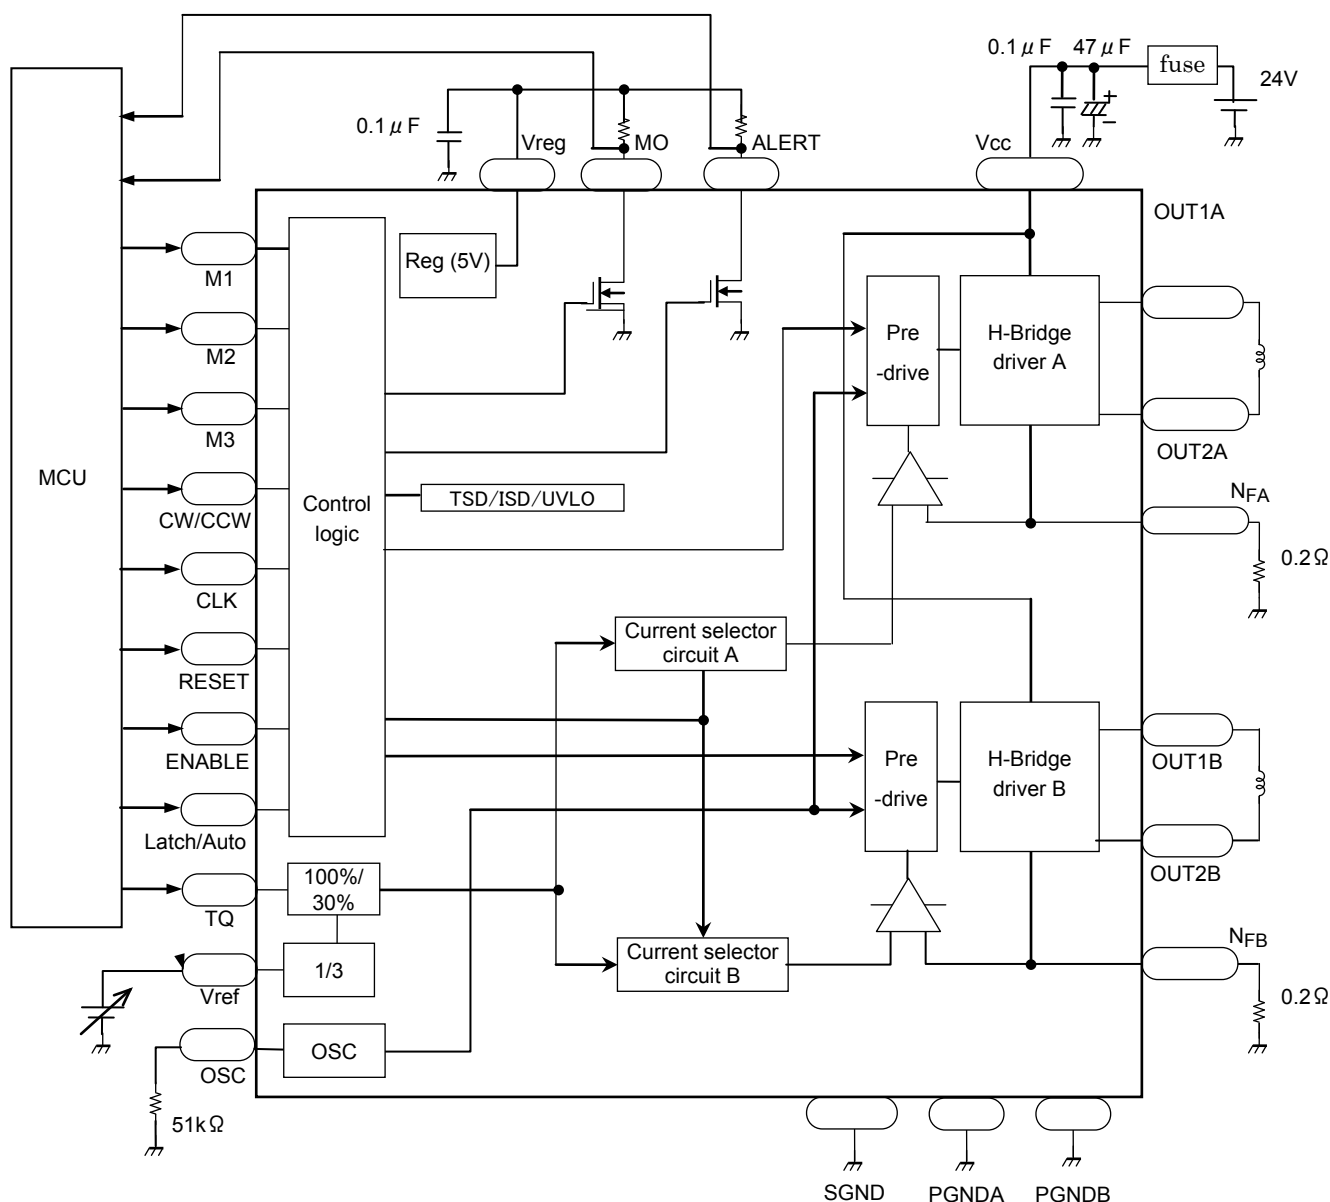 0.1μF
47μF
fuse
24V
0.1μF
Vreg
MO
ALERT
Vcc
OUT1A
M1
Reg (5V)
M2
Pre
-drive
H-Bridge
driver A
M3
OUT2A
MCU
TSD/ISD/UVLO
NFA
CW/CCW
Control
logic
0.2Ω
CLK
Current selector
circuit A
RESET
ENABLE
Pre
-drive
H-Bridge
driver B
OUT1B
Latch/Auto
OUT2B
100%/
30%
TQ
NFB
Current selector
circuit B
1/3
Vref
0.2Ω
OSC
OSC
51kΩ
SGND
PGNDA
PGNDB